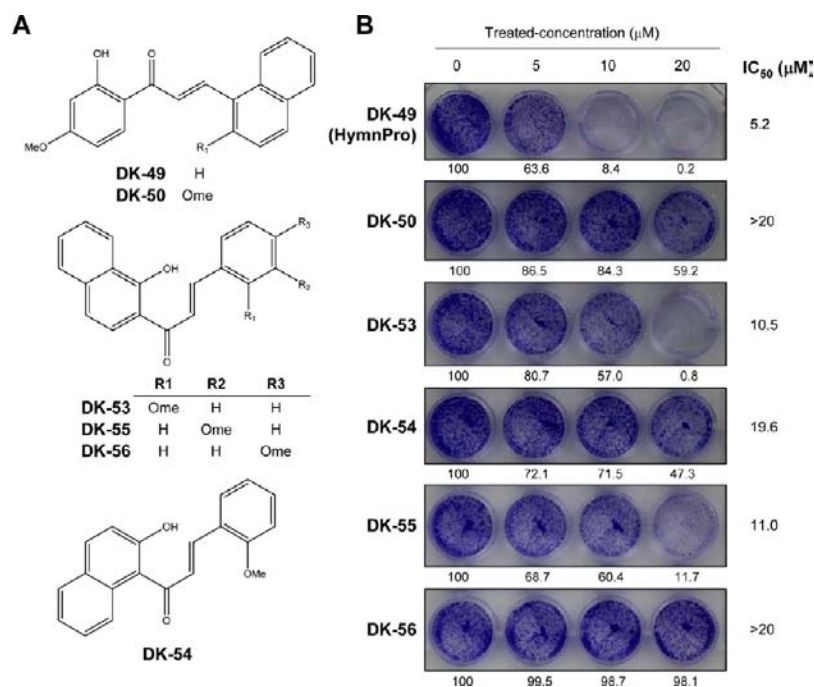 A
OH
O
MeO
R₁
DK-49 H
DK-50 Ome
R₃
OH
R₂
R₁
O
R1 R2 R3
DK-53 Ome H H
DK-55 H Ome H
DK-56 H H Ome
OH
OMe
O
DK-54
B
Treated-concentration (μM)
0 5 10 20 IC₅₀ (μM)
DK-49
(HymnPro)
5.2
100 63.6 8.4 0.2
DK-50
>20
100 86.5 84.3 59.2
DK-53
10.5
100 80.7 57.0 0.8
DK-54
19.6
100 72.1 71.5 47.3
DK-55
11.0
100 68.7 60.4 11.7
DK-56
>20
100 99.5 98.7 98.1